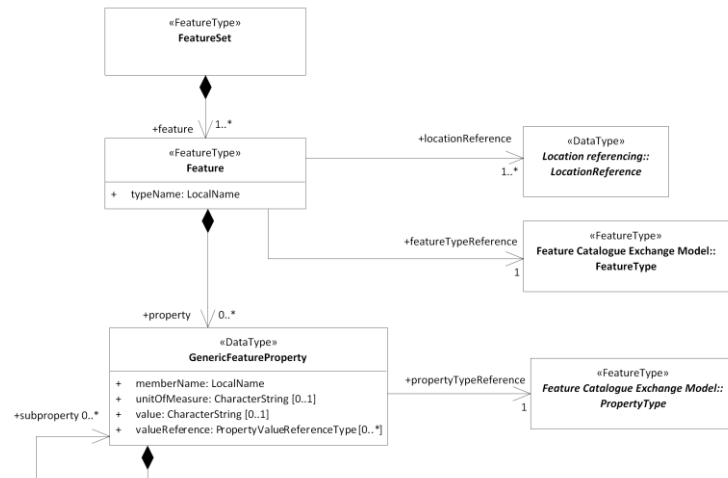 «FeatureType»
FeatureSet
+feature
1..*
«FeatureType»
Feature
+ typeName: LocalName
+locationReference
1..*
«DataType»
Location referencing::
LocationReference
+featureTypeReference
1
«FeatureType»
Feature Catalogue Exchange Model::
FeatureType
+property
0..*
«DataType»
GenericFeatureProperty
+ memberName: LocalName
+ unitOfMeasure: CharacterString [0..1]
+ value: CharacterString [0..1]
+ valueReference: PropertyValueReferenceType[0..*]
+propertyTypeReference
1
«FeatureType»
Feature Catalogue Exchange Model::
PropertyType
+subproperty 0..*